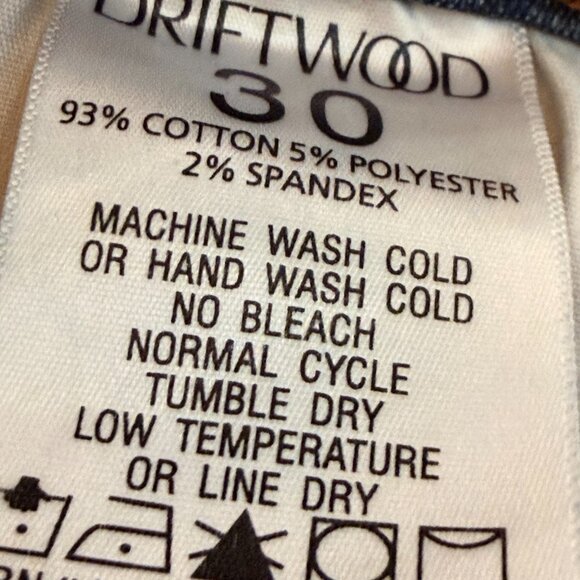 DRIFTWOOD
30
93% COTTON 5% POLYESTER
2% SPANDEX
MACHINE WASH COLD
OR HAND WASH COLD
NO BLEACH
NORMAL CYCLE
TUMBLE DRY
LOW TEMPERATURE
OR LINE DRY